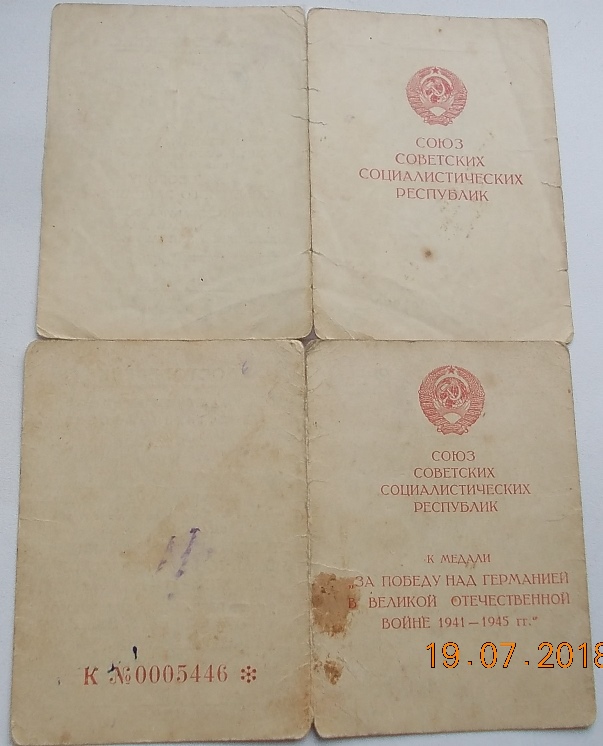 СОЮЗ
СОВЕТСКИХ
СОЦИАЛИСТИЧЕСКИХ
РЕСПУБЛИК
СОЮЗ
СОВЕТСКИХ
СОЦИАЛИСТИЧЕСКИХ
РЕСПУБЛИК
К МЕДАЛИ
„ЗА ПОБЕДУ НАД ГЕРМАНИЕЙ
В ВЕЛИКОЙ ОТЕЧЕСТВЕННОЙ
ВОЙНЕ 1941—1945 гг.“
К №0005446 ✻
19.07.2018